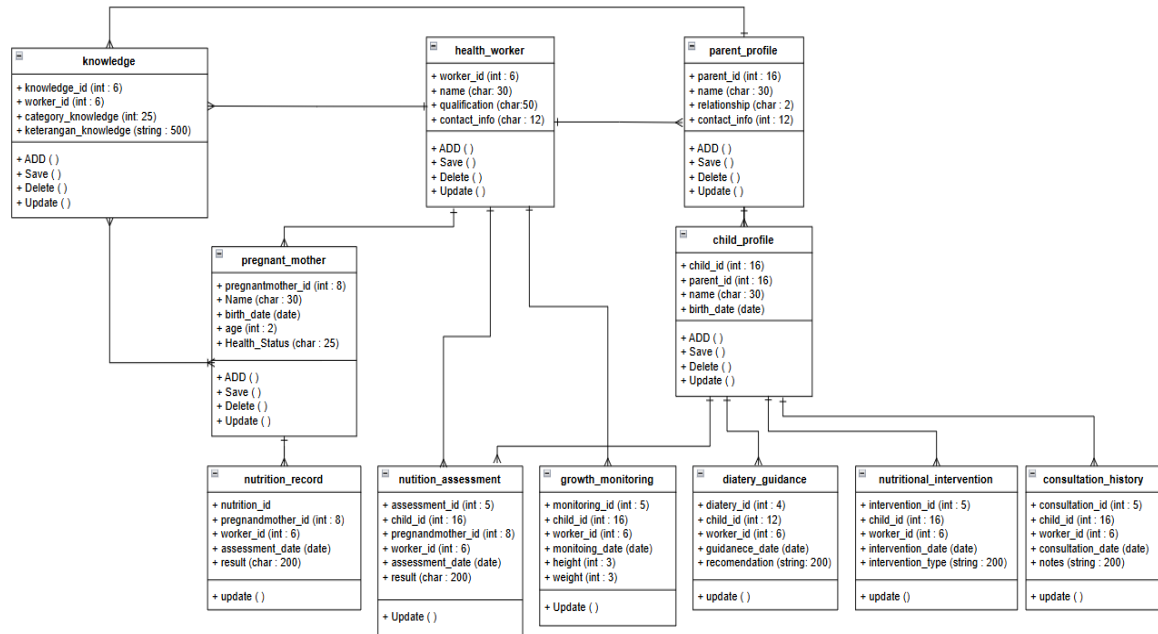 knowledge
+ knowledge_id (int : 6)
+ worker_id (int : 6)
+ category_knowledge (int: 25)
+ keterangan_knowledge (string : 500)
+ ADD ( )
+ Save ( )
+ Delete ( )
+ Update ( )
health_worker
+ worker_id (int : 6)
+ name (char: 30)
+ qualification (char:50)
+ contact_info (char : 12)
+ ADD ( )
+ Save ( )
+ Delete ( )
+ Update ( )
parent_profile
+ parent_id (int : 16)
+ name (char : 30)
+ relationship (char : 2)
+ contact_info (int : 12)
+ ADD ( )
+ Save ( )
+ Delete ( )
+ Update ( )
pregnant_mother
+ pregnantmother_id (int : 8)
+ Name (char : 30)
+ birth_date (date)
+ age (int : 2)
+ Health_Status (char : 25)
+ ADD ( )
+ Save ( )
+ Delete ( )
+ Update ( )
child_profile
+ child_id (int : 16)
+ parent_id (int : 16)
+ name (char : 30)
+ birth_date (date)
+ ADD ( )
+ Save ( )
+ Delete ( )
+ Update ( )
nutrition_record
+ nutrition_id
+ pregnandmother_id (int : 8)
+ worker_id (int : 6)
+ assessment_date (date)
+ result (char : 200)
+ update ( )
nutition_assessment
+ assessment_id (int : 5)
+ child_id (int : 16)
+ pregnandmother_id (int : 8)
+ worker_id (int : 6)
+ assessment_date (date)
+ result (char : 200)
+ Update ( )
growth_monitoring
+ monitoring_id (int : 5)
+ child_id (int : 16)
+ worker_id (int : 6)
+ monitoing_date (date)
+ height (int : 3)
+ weight (int : 3)
+ Update ( )
diatery_guidance
+ diatery_id (int : 4)
+ child_id (int : 12)
+ worker_id (int : 6)
+ guidanece_date (date)
+ recomendation (string: 200)
+ update ( )
nutritional_intervention
+ intervention_id (int : 5)
+ child_id (int : 16)
+ worker_id (int : 6)
+ intervention_date (date)
+ intervention_type (string : 200)
+ update ()
consultation_history
+ consultation_id (int : 5)
+ child_id (int : 16)
+ worker_id (int : 6)
+ consultation_date (date)
+ notes (string : 200)
+ update ( )